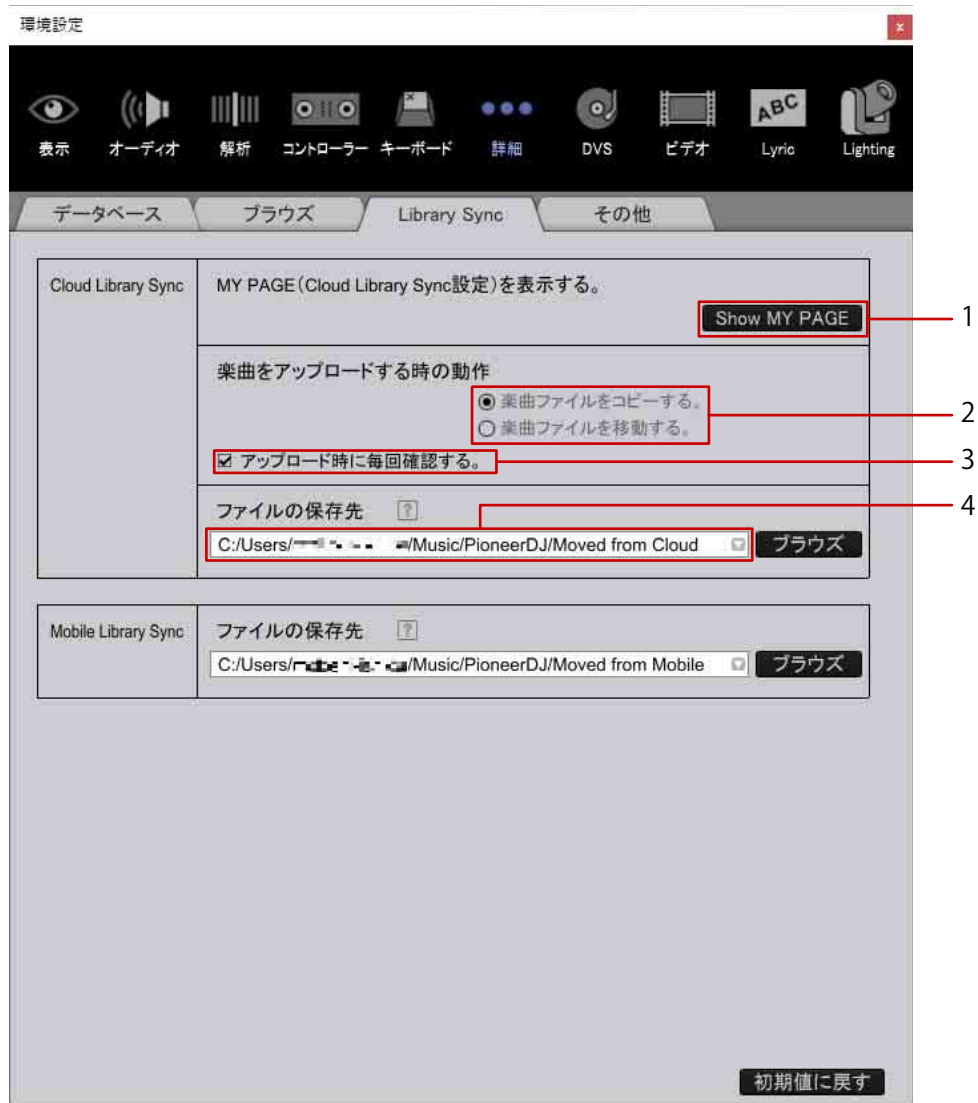 環境設定
x
ABC
表示 オーディオ 解析 コントローラー キーボード 詳細 DVS ビデオ Lyric Lighting
データベース ブラウズ Library Sync その他
Cloud Library Sync MY PAGE（Cloud Library Sync設定）を表示する。
Show MY PAGE 1
楽曲をアップロードする時の動作
楽曲ファイルをコピーする。 2
楽曲ファイルを移動する。
アップロード時に毎回確認する。 3
ファイルの保存先 ? 4
C:/Users/ /Music/PioneerDJ/Moved from Cloud ブラウズ
Mobile Library Sync ファイルの保存先 ?
C:/Users/ /Music/PioneerDJ/Moved from Mobile ブラウズ
初期値に戻す